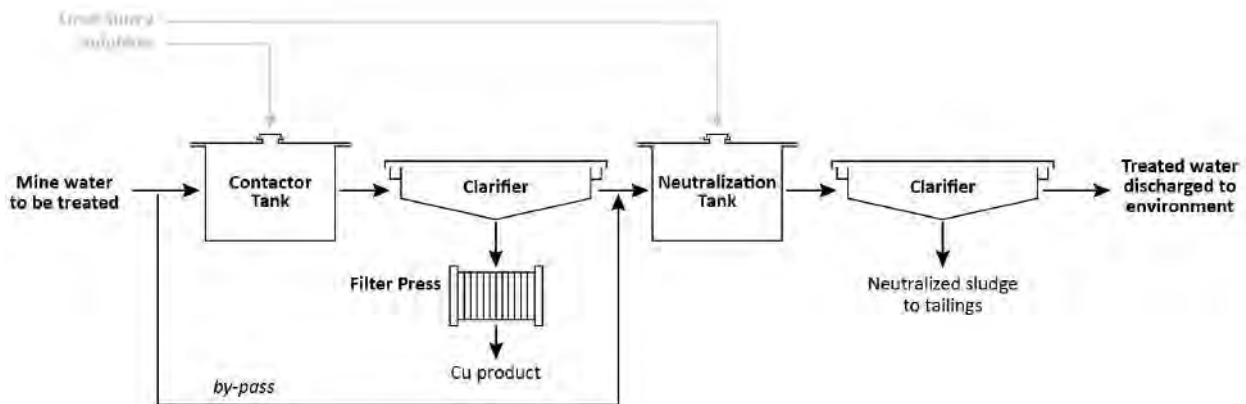 Mine water
to be treated
Contactor
Tank
Clarifier
Filter Press
Cu product
by-pass
Neutralization
Tank
Clarifier
Neutralized sludge
to tailings
Treated water
discharged to
environment